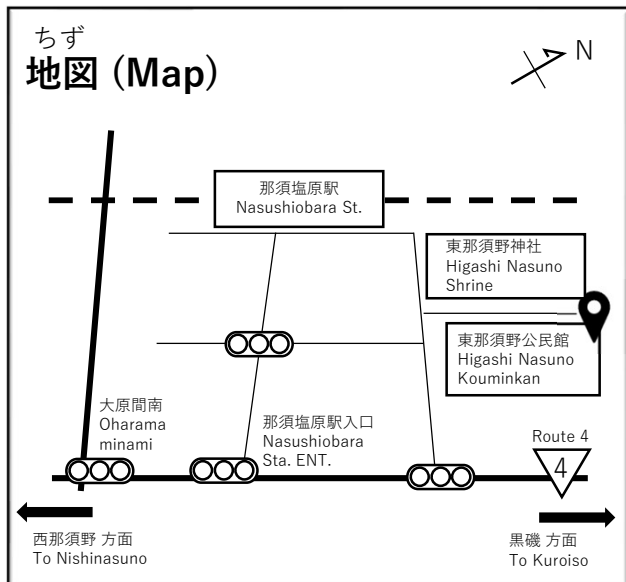 ちず
地図 (Map)
N
那須塩原駅
Nasushiobara St.
東那須野神社
Higashi Nasuno
Shrine
東那須野公民館
Higashi Nasuno
Kouminkan
大原間南
Oharama
minami
那須塩原駅入口
Nasushiobara
Sta. ENT.
Route 4
4
西那須野 方面
To Nishinasuno
黒磯 方面
To Kuroiso